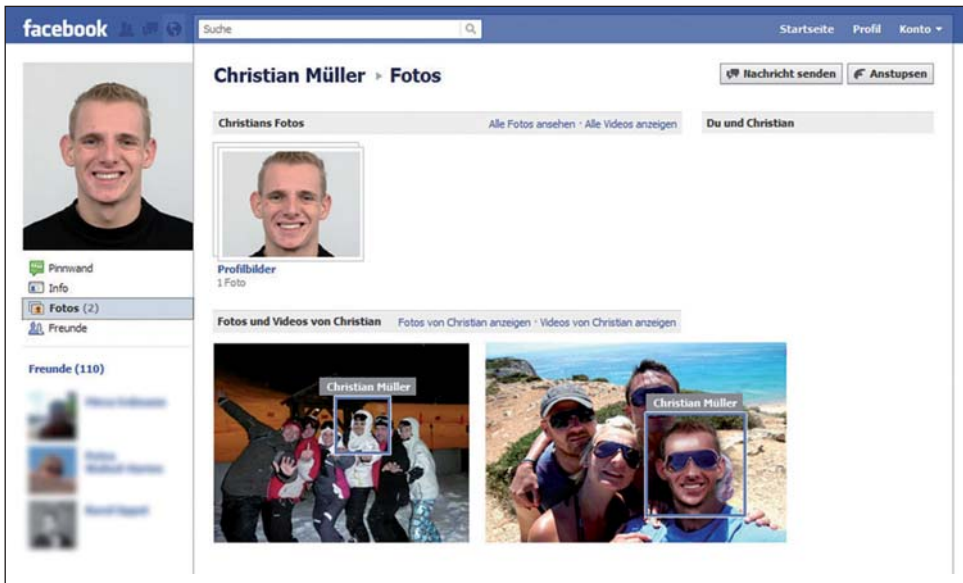 facebook
Suche
Startseite Profil Konto
Christian Müller ▸ Fotos
Nachricht senden
Anstupsen
Christians Fotos
Alle Fotos ansehen · Alle Videos anzeigen
Du und Christian
Profilbilder
1 Foto
Pinnwand
Info
Fotos (2)
Freunde
Fotos und Videos von Christian
Fotos von Christian anzeigen · Videos von Christian anzeigen
Freunde (110)
Christian Müller
Christian Müller